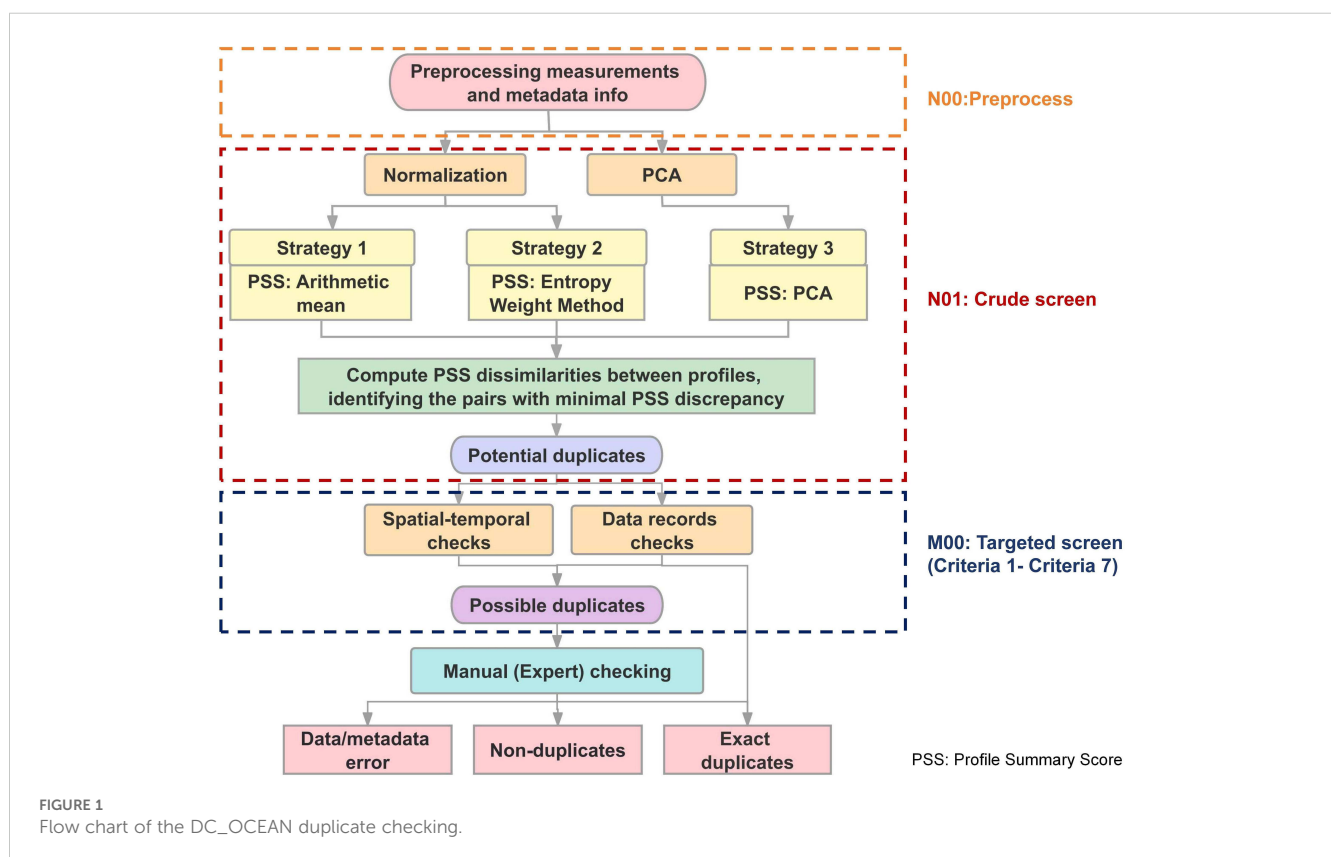 Preprocessing measurements
and metadata info
N00:Preprocess
Normalization
PCA
Strategy 1
PSS: Arithmetic
mean
Strategy 2
PSS: Entropy
Weight Method
Strategy 3
PSS: PCA
N01: Crude screen
Compute PSS dissimilarities between profiles,
identifying the pairs with minimal PSS discrepancy
Potential duplicates
Spatial-temporal
checks
Data records
checks
M00: Targeted screen
(Criteria 1- Criteria 7)
Possible duplicates
Manual (Expert) checking
Data/metadata
error
Non-duplicates
Exact
duplicates
PSS: Profile Summary Score
FIGURE 1
Flow chart of the DC_OCEAN duplicate checking.